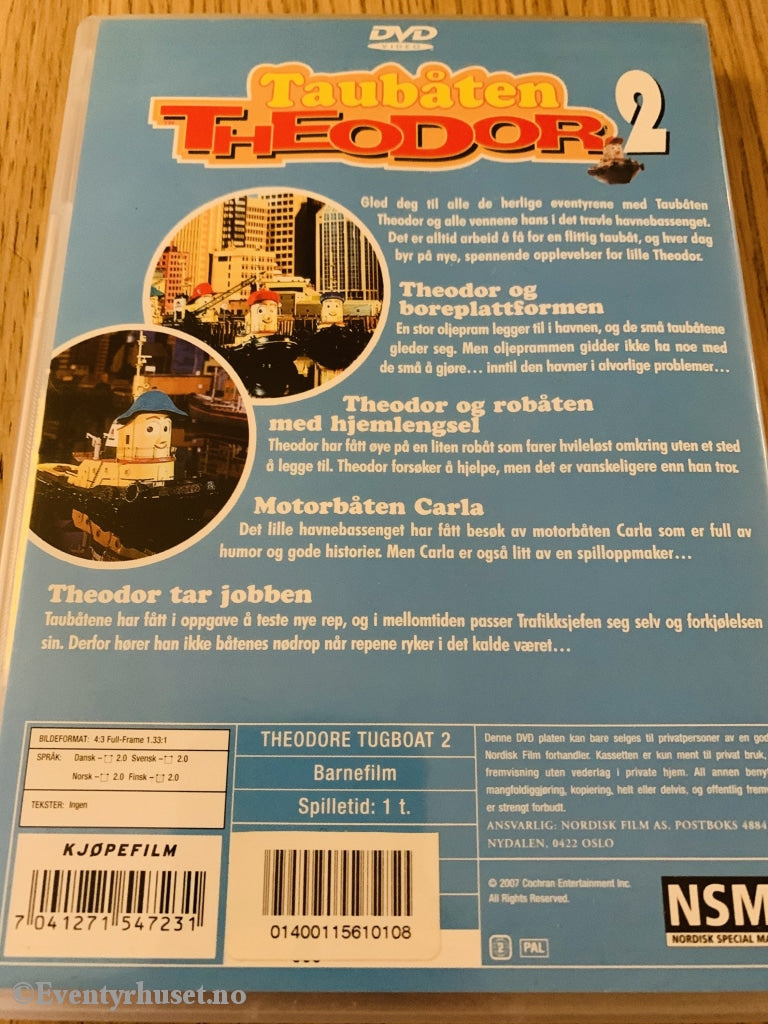 DVD
VIDEO
Taubåten
THEODOR 2
Gled deg til alle de herlige eventyrene med Taubåten
Theodor og alle vennene hans i det travle havnebassenget.
Det er alltid arbeid å få for en flittig taubåt, og hver dag
byr på nye, spennende opplevelser for lille Theodor.
Theodor og
boreplattformen
En stor oljepram legger til i havnen, og de små taubåtene
gleder seg. Men oljeprammen gidder ikke ha noe med
de små å gjøre... inntil den havner i alvorlige problemer...
Theodor og robåten
med hjemlengsel
Theodor har fått øye på en liten robåt som farer hvileløst omkring uten et sted
å legge til. Theodor forsøker å hjelpe, men det er vanskeligere enn han tror.
Motorbåten Carla
Det lille havnebassenget har fått besøk av motorbåten Carla som er full av
humor og gode historier. Men Carla er også litt av en spilloppmaker...
Theodor tar jobben
Taubåtene har fått i oppgave å teste nye rep, og i mellomtiden passer Trafikksjefen seg selv og forkjølelsen
sin. Derfor hører han ikke båtenes nødrop når repene ryker i det kalde været...
BILDEFORMAT: 4:3 Full-Frame 1.33:1
SPRÅK: Dansk - 2.0 Svensk - 2.0
Norsk - 2.0 Finsk - 2.0
TEKSTER: Ingen
THEODORE TUGBOAT 2
Barnefilm
Spilletid: 1 t.
Denne DVD platen kan bare selges til privatpersoner av en god
Nordisk Film forhandler. Kassetten er kun ment til privat bruk,
fremvisning uten vederlag i private hjem. All annen beny
mangfoldiggjøring, kopiering, helt eller delvis, og offentlig frem
er strengt forbudt.
ANSVARLIG: NORDISK FILM AS, POSTBOKS 4884
NYDALEN, 0422 OSLO
KJØPEFILM
7 041271 547231
01400115610108
© 2007 Cochran Entertainment Inc.
All Rights Reserved.
2 PAL
NSM
NORDISK SPECIAL MA
©Eventyrhuset.no